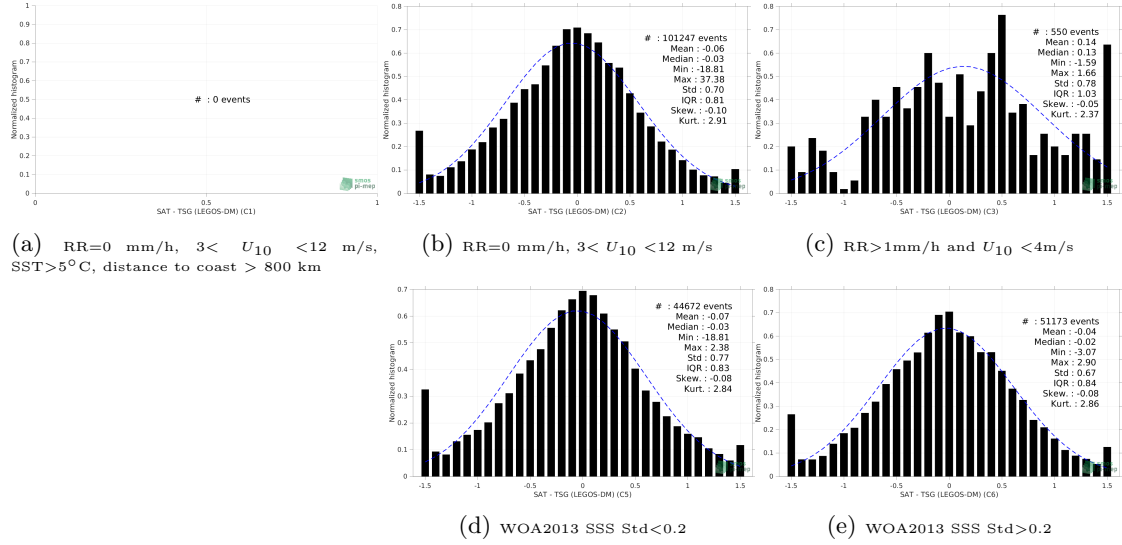 1
0.9
0.8
0.7
0.6
0.5
0.4
0.3
0.2
0.1
0
Normalized histogram
# : 0 events
smos
pi-mep
0 0.5 1
SAT - TSG (LEGOS-DM) (C1)
(a) RR=0 mm/h, 3< U10 <12 m/s,
SST>5°C, distance to coast > 800 km
0.8
0.7
0.6
0.5
0.4
0.3
0.2
0.1
0
Normalized histogram
# : 101247 events
Mean : -0.06
Median : -0.03
Min : -18.81
Max : 37.38
Std : 0.70
IQR : 0.81
Skew. : -0.10
Kurt. : 2.91
pi-mep
-1.5 -1 -0.5 0 0.5 1 1.5
SAT - TSG (LEGOS-DM) (C2)
(b) RR=0 mm/h, 3< U10 <12 m/s
0.8
0.7
0.6
0.5
0.4
0.3
0.2
0.1
0
Normalized histogram
# : 550 events
Mean : 0.14
Median : 0.13
Min : -1.59
Max : 1.66
Std : 0.78
IQR : 1.03
Skew. : -0.05
Kurt. : 2.37
-1.5 -1 -0.5 0 0.5 1 1.5
SAT - TSG (LEGOS-DM) (C3)
(c) RR>1mm/h and U10 <4m/s
0.7
0.6
0.5
0.4
0.3
0.2
0.1
0
Normalized histogram
# : 44672 events
Mean : -0.07
Median : -0.03
Min : -18.81
Max : 2.38
Std : 0.77
IQR : 0.83
Skew. : -0.08
Kurt. : 2.84
-1.5 -1 -0.5 0 0.5 1 1.5
SAT - TSG (LEGOS-DM) (C5)
(d) WOA2013 SSS Std<0.2
0.8
0.7
0.6
0.5
0.4
0.3
0.2
0.1
0
Normalized histogram
# : 51173 events
Mean : -0.04
Median : -0.02
Min : -3.07
Max : 2.90
Std : 0.67
IQR : 0.84
Skew. : -0.08
Kurt. : 2.86
-1.5 -1 -0.5 0 0.5 1 1.5
SAT - TSG (LEGOS-DM) (C6)
(e) WOA2013 SSS Std>0.2